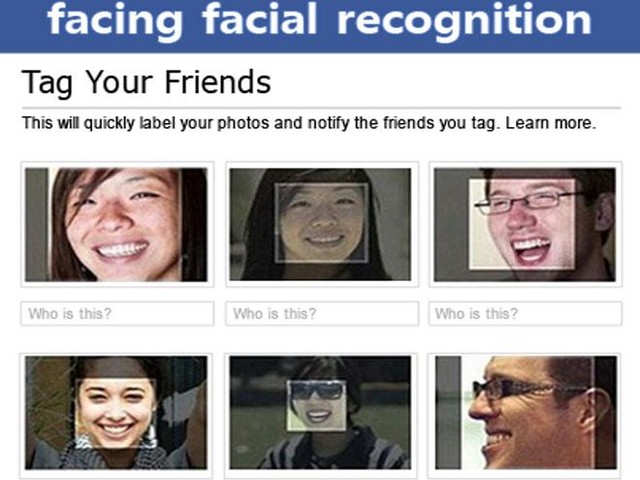 facing facial recognition
Tag Your Friends
This will quickly label your photos and notify the friends you tag. Learn more.
Who is this?
Who is this?
Who is this?